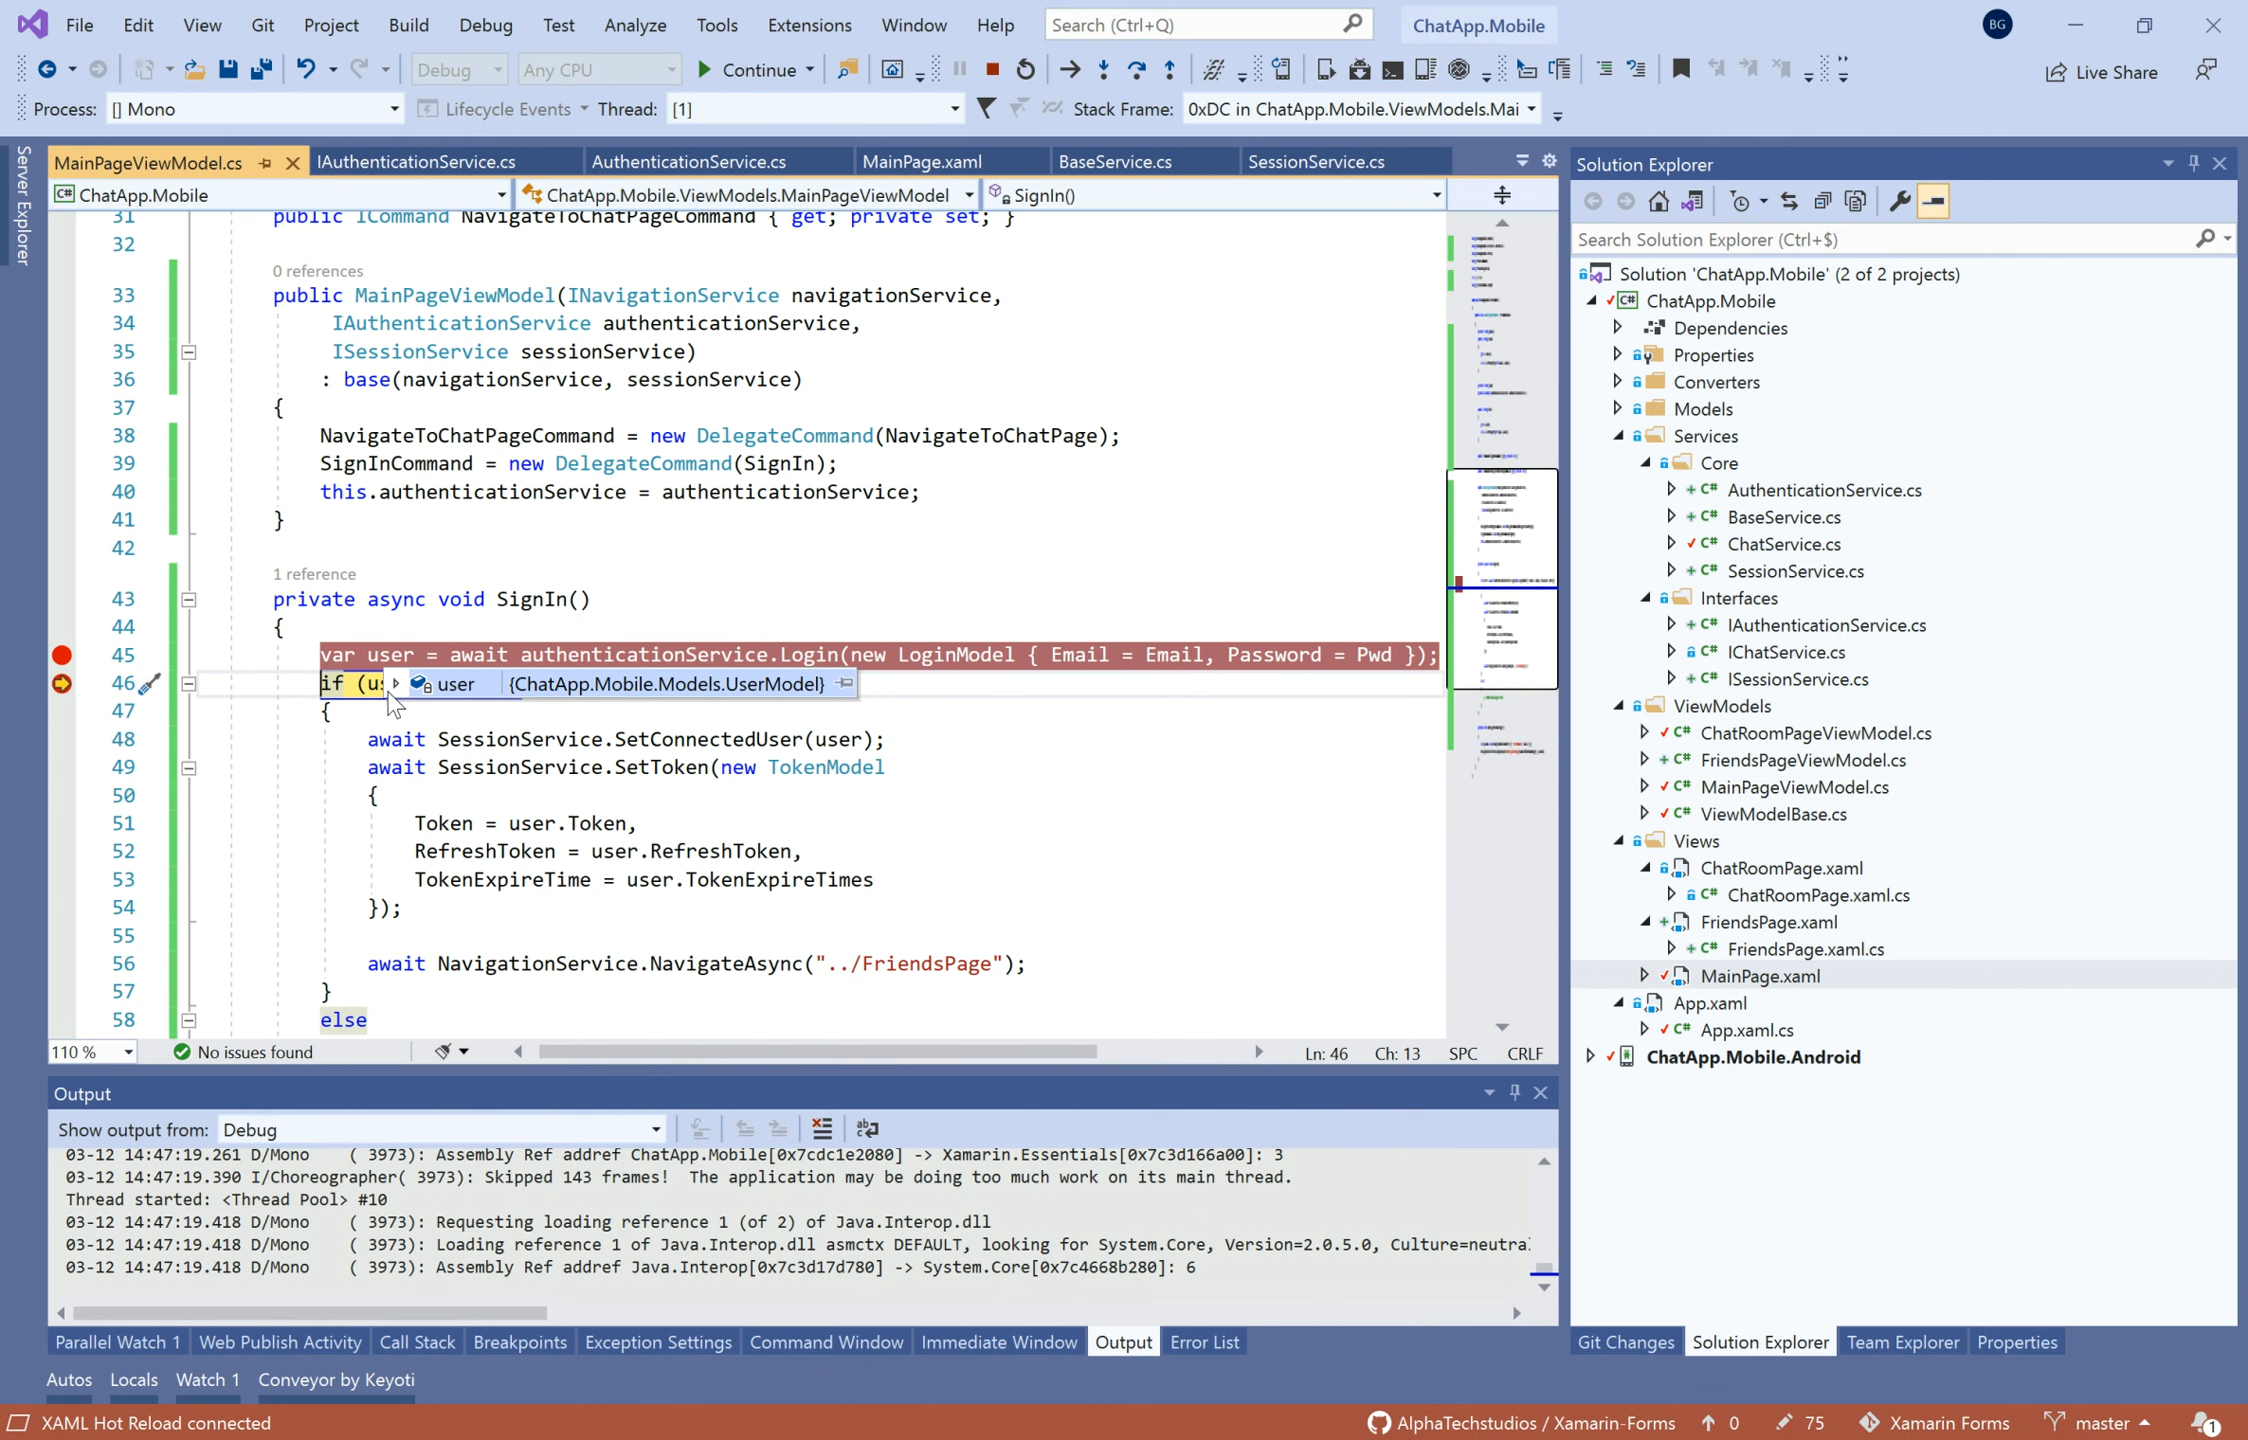 File Edit View Git Project Build Debug Test Analyze Tools Extensions Window Help Search (Ctrl+Q) ChatApp.Mobile BG
Debug Any CPU Continue Live Share
Process: [] Mono Lifecycle Events Thread: [1] Stack Frame: 0xDC in ChatApp.Mobile.ViewModels.Mai
Server Explorer
MainPageViewModel.cs IAuthenticationService.cs AuthenticationService.cs MainPage.xaml BaseService.cs SessionService.cs
C# ChatApp.Mobile ChatApp.Mobile.ViewModels.MainPageViewModel SignIn()
31 public ICommand NavigateToChatPageCommand { get; private set; }
32
0 references
33 public MainPageViewModel(INavigationService navigationService,
34 IAuthenticationService authenticationService,
35 ISessionService sessionService)
36 : base(navigationService, sessionService)
37 {
38 NavigateToChatPageCommand = new DelegateCommand(NavigateToChatPage);
39 SignInCommand = new DelegateCommand(SignIn);
40 this.authenticationService = authenticationService;
41 }
42
1 reference
43 private async void SignIn()
44 {
45 var user = await authenticationService.Login(new LoginModel { Email = Email, Password = Pwd });
46 if (us user {ChatApp.Mobile.Models.UserModel}
47 {
48 await SessionService.SetConnectedUser(user);
49 await SessionService.SetToken(new TokenModel
50 {
51 Token = user.Token,
52 RefreshToken = user.RefreshToken,
53 TokenExpireTime = user.TokenExpireTimes
54 });
55
56 await NavigationService.NavigateAsync("../FriendsPage");
57 }
58 else
110 % No issues found Ln: 46 Ch: 13 SPC CRLF
Output
Show output from: Debug
03-12 14:47:19.261 D/Mono ( 3973): Assembly Ref addref ChatApp.Mobile[0x7cdc1e2080] -> Xamarin.Essentials[0x7c3d166a00]: 3
03-12 14:47:19.390 I/Choreographer( 3973): Skipped 143 frames! The application may be doing too much work on its main thread.
Thread started: <Thread Pool> #10
03-12 14:47:19.418 D/Mono ( 3973): Requesting loading reference 1 (of 2) of Java.Interop.dll
03-12 14:47:19.418 D/Mono ( 3973): Loading reference 1 of Java.Interop.dll asmctx DEFAULT, looking for System.Core, Version=2.0.5.0, Culture=neutral
03-12 14:47:19.418 D/Mono ( 3973): Assembly Ref addref Java.Interop[0x7c3d17d780] -> System.Core[0x7c4668b280]: 6
Parallel Watch 1 Web Publish Activity Call Stack Breakpoints Exception Settings Command Window Immediate Window Output Error List
Autos Locals Watch 1 Conveyor by Keyoti
Solution Explorer
Search Solution Explorer (Ctrl+$)
Solution 'ChatApp.Mobile' (2 of 2 projects)
C# ChatApp.Mobile
Dependencies
Properties
Converters
Models
Services
Core
C# AuthenticationService.cs
C# BaseService.cs
C# ChatService.cs
C# SessionService.cs
Interfaces
C# IAuthenticationService.cs
C# IChatService.cs
C# ISessionService.cs
ViewModels
C# ChatRoomPageViewModel.cs
C# FriendsPageViewModel.cs
C# MainPageViewModel.cs
C# ViewModelBase.cs
Views
ChatRoomPage.xaml
C# ChatRoomPage.xaml.cs
FriendsPage.xaml
C# FriendsPage.xaml.cs
MainPage.xaml
App.xaml
C# App.xaml.cs
ChatApp.Mobile.Android
Git Changes Solution Explorer Team Explorer Properties
XAML Hot Reload connected AlphaTechstudios / Xamarin-Forms 0 75 Xamarin Forms master 1